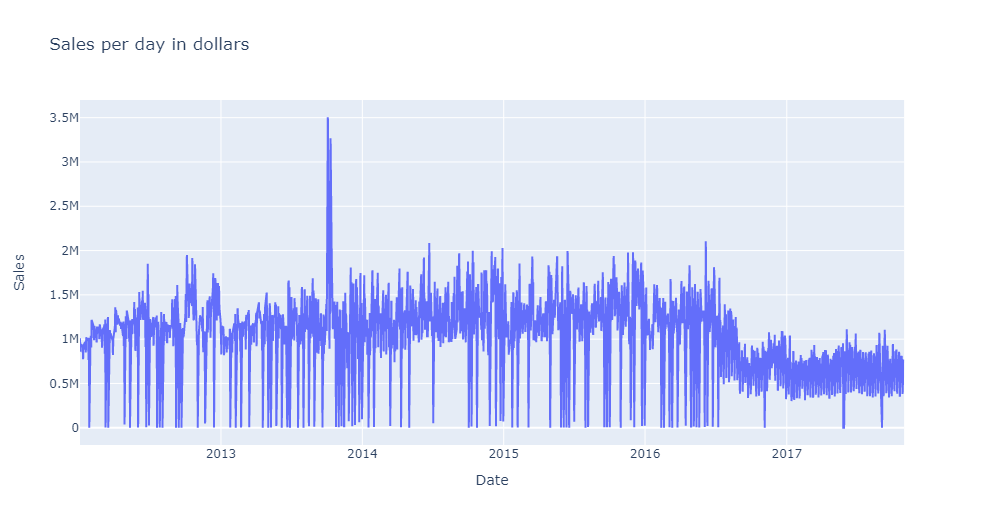 Sales per day in dollars
3.5M
3M
2.5M
2M
1.5M
1M
0.5M
0
Sales
2013
2014
2015
2016
2017
Date